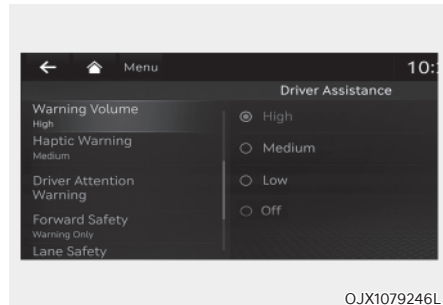 Menu
10:
Driver Assistance
Warning Volume
High
Haptic Warning
Medium
Driver Attention
Warning
Forward Safety
Warning Only
Lane Safety
High
Medium
Low
Off
OJX1079246L